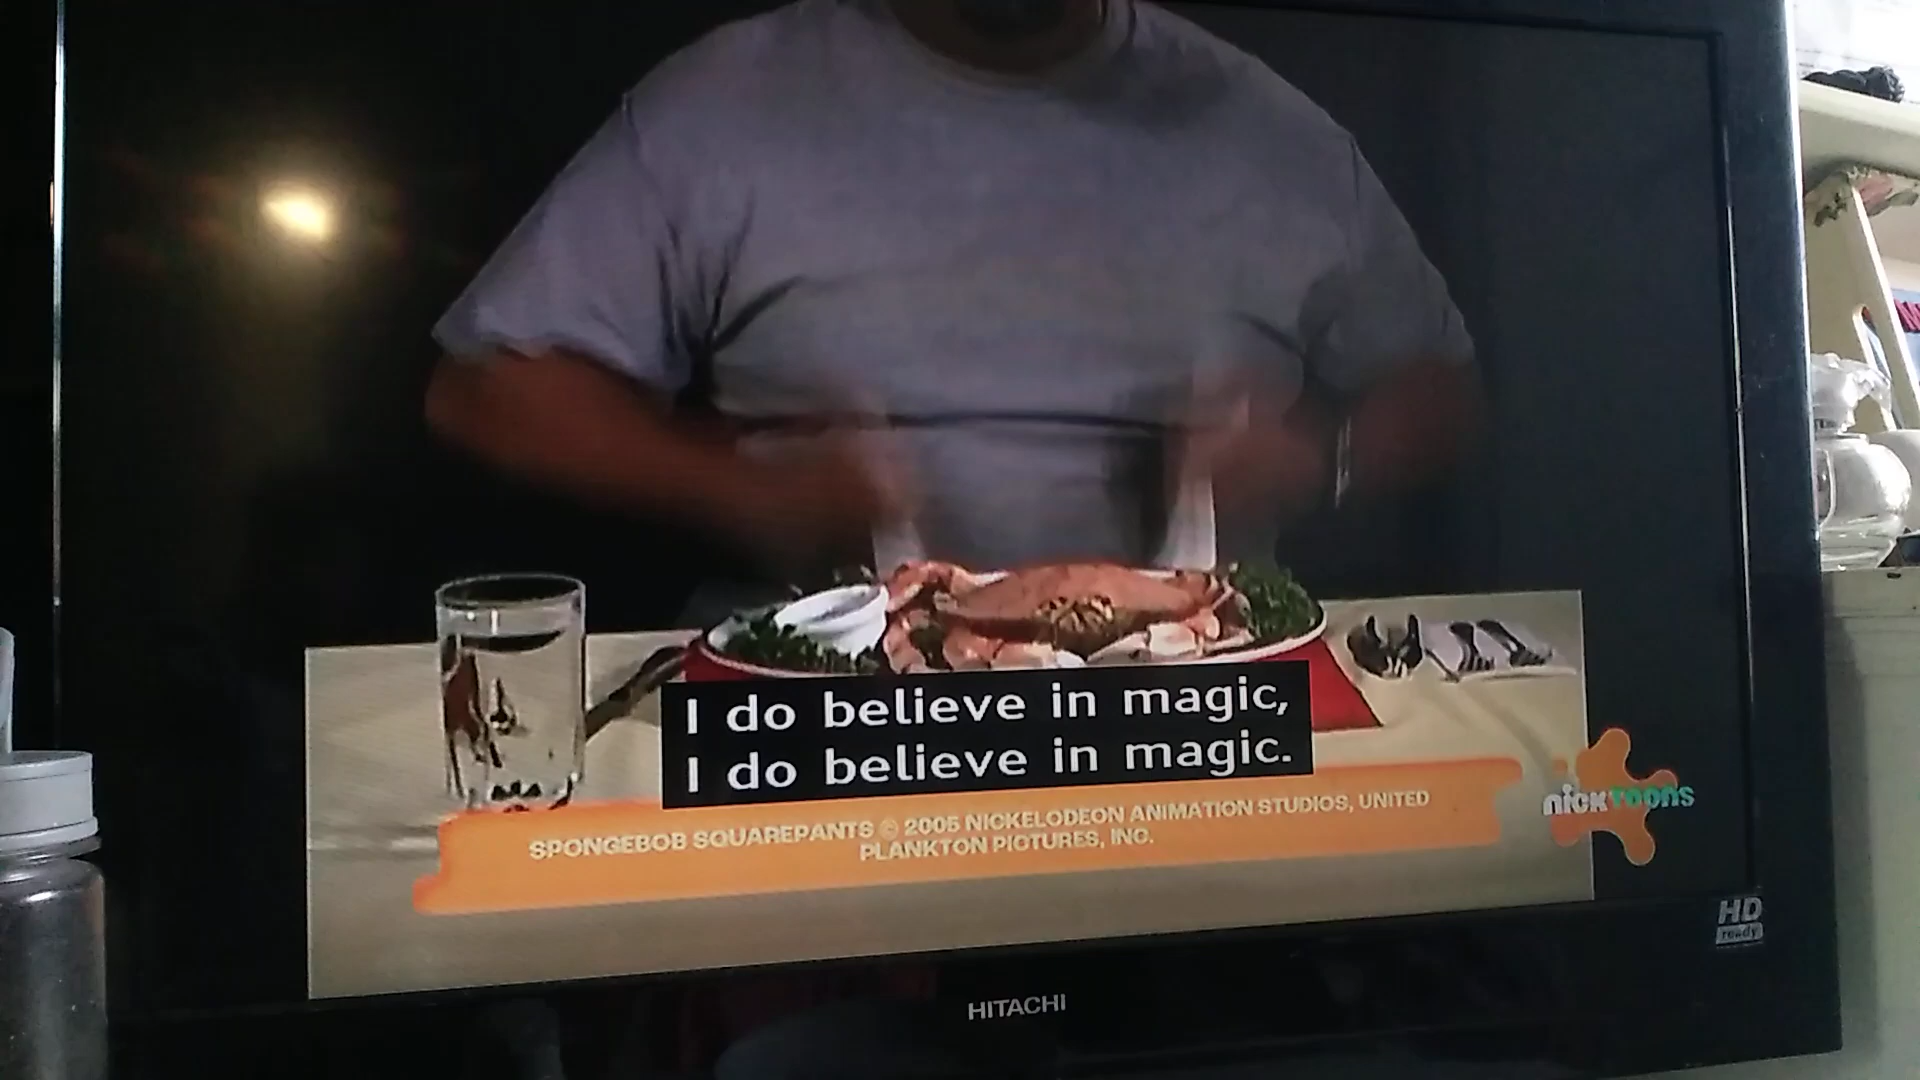 I do believe in magic,
I do believe in magic.
SPONGEBOB SQUAREPANTS © 2005 NICKELODEON ANIMATION STUDIOS, UNITED
PLANKTON PICTURES, INC.
nicktoons
HD
ready
HITACHI